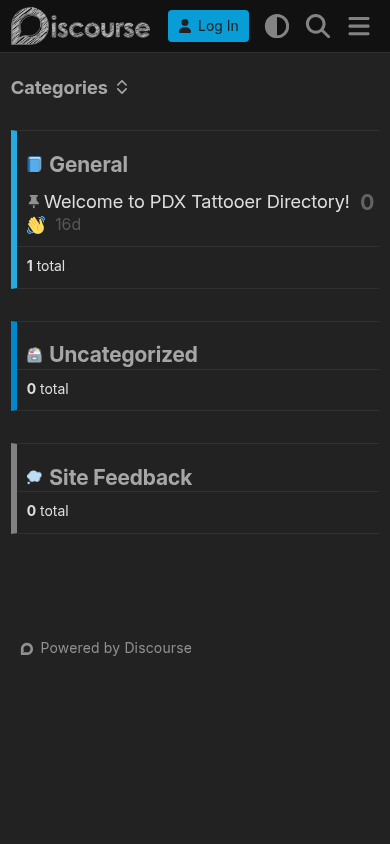 Discourse
Log In
Categories
General
Welcome to PDX Tattooer Directory! 0
16d
1 total
Uncategorized
0 total
Site Feedback
0 total
Powered by Discourse